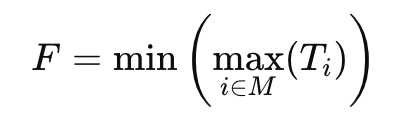 F = min ( max_{i∈M} (T_i) )